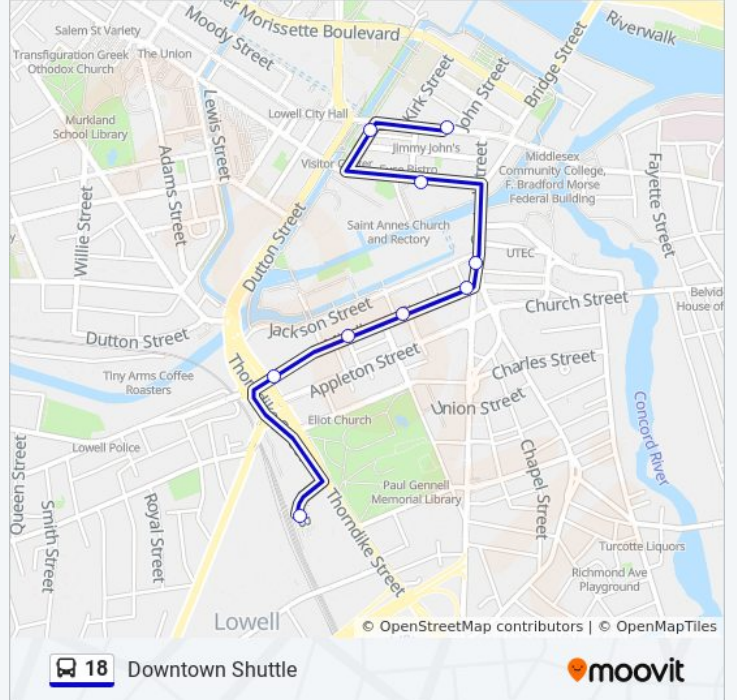 Salem St Variety
er Morissette Boulevard
Riverwalk
Transfiguration Greek
Orthodox Church
The Union
Moody Street
Kirk Street
John Street
Bridge Street
Lowell City Hall
Murkland
School Library
Lewis Street
Jimmy John's
Adams Street
Visitor Center
Fuse Bistro
Middlesex
Community College,
F. Bradford Morse
Federal Building
Fayette Street
Willie Street
Saint Annes Church
and Rectory
Dutton Street
UTEC
Belvid
House of
Church Street
Jackson Street
Dutton Street
Appleton Street
Charles Street
Tiny Arms Coffee
Roasters
Union Street
Concord River
Eliot Church
Lowell Police
Queen Street
Chapel Street
Paul Gennell
Memorial Library
Smith Street
Royal Street
Thorndike Street
Turcotte Liquors
Richmond Ave
Playground
Lowell
© OpenStreetMap contributors | © OpenMapTiles
18 Downtown Shuttle
moovit